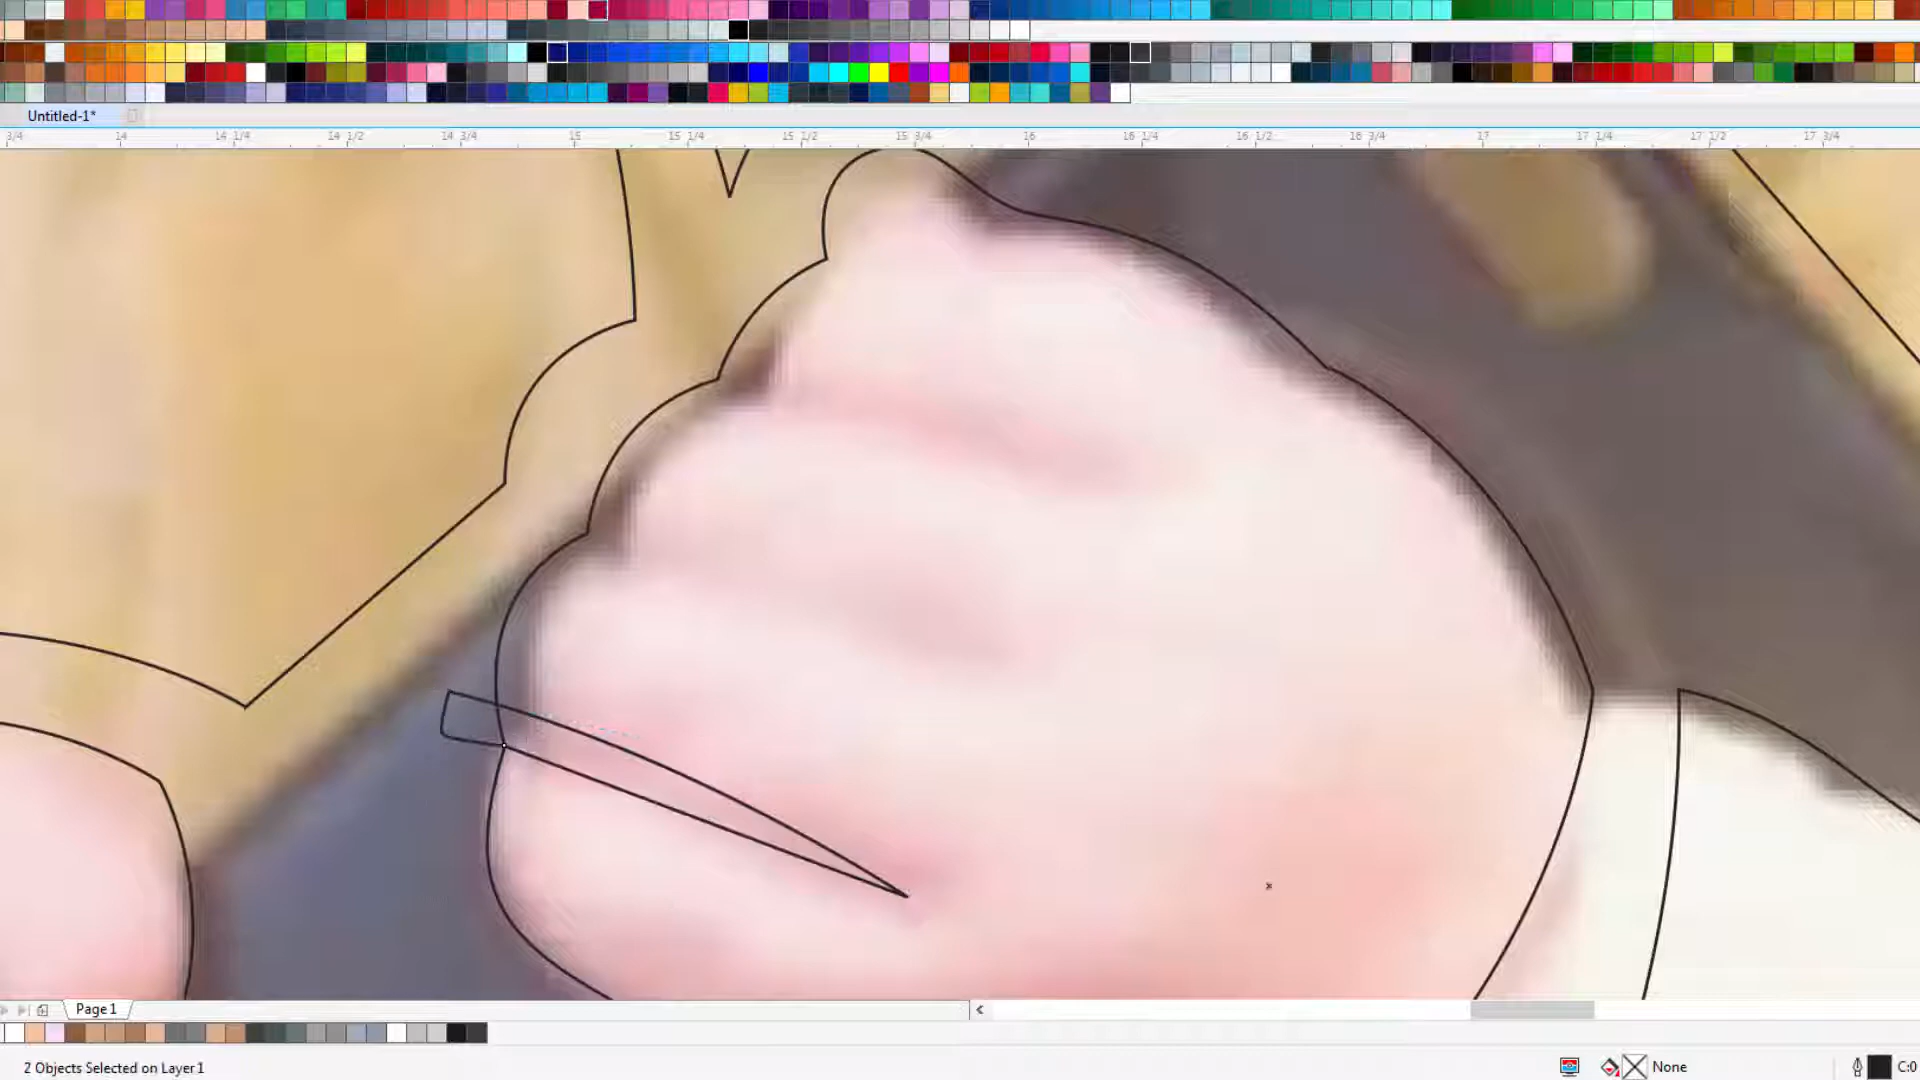 Untitled-1*
3/4 14 14 1/4 14 1/2 14 3/4 15 15 1/4 15 1/2 15 3/4 16 16 1/4 16 1/2 16 3/4 17 17 1/4 17 1/2 17 3/4
Page 1
2 Objects Selected on Layer 1
None
C:0